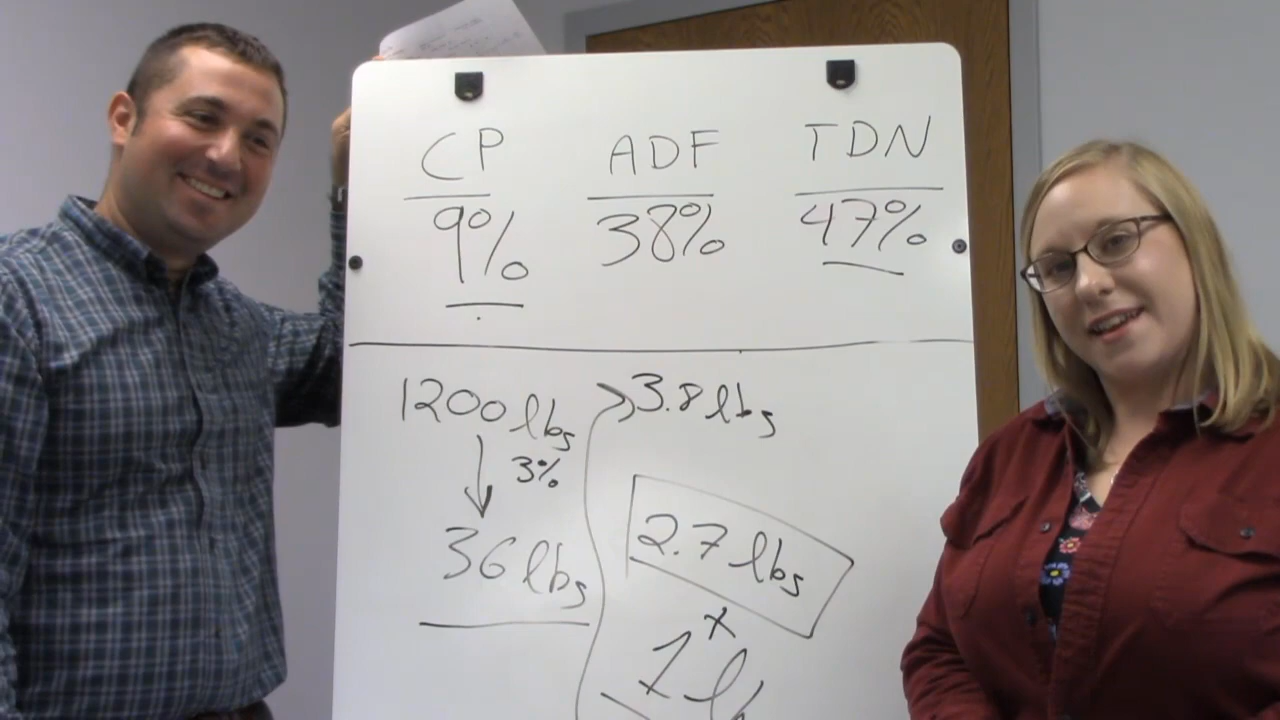 CP ADF TDN
9% 38% 47%
1200 lbs
3%
36 lbs
>3.8 lbs
2.7 lbs
x